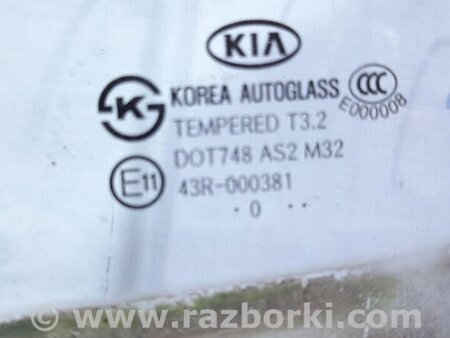 KIA
KOREA AUTOGLASS
CCC
E000008
TEMPERED T3.2
DOT748 AS2 M32
E11
43R-000381
. 0 ..
www.razborki.com